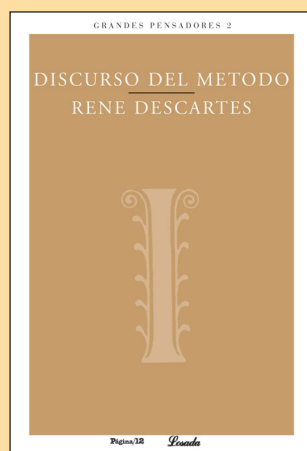 GRANDES PENSADORES 2
DISCURSO DEL METODO
RENE DESCARTES
Página/12 Losada